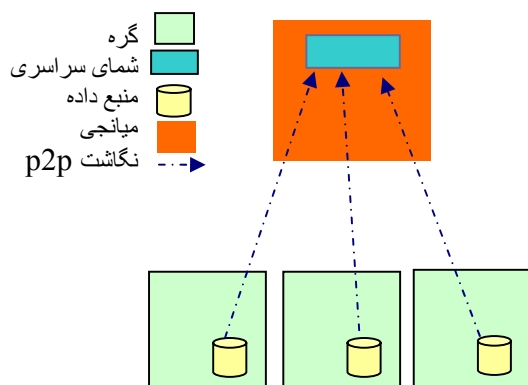 گره
شمای سراسری
منبع داده
میانجی
نگاشت p2p